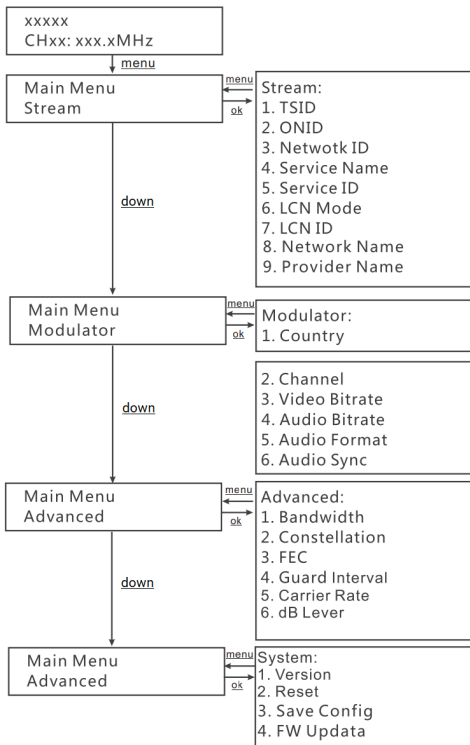 xxxxx
CHxx: xxx.xMHz
menu
Main Menu
Stream
menu
ok
Stream:
1. TSID
2. ONID
3. Netwotk ID
4. Service Name
5. Service ID
6. LCN Mode
7. LCN ID
8. Network Name
9. Provider Name
down
Main Menu
Modulator
menu
ok
Modulator:
1. Country
2. Channel
3. Video Bitrate
4. Audio Bitrate
5. Audio Format
6. Audio Sync
down
Main Menu
Advanced
menu
ok
Advanced:
1. Bandwidth
2. Constellation
3. FEC
4. Guard Interval
5. Carrier Rate
6. dB Lever
down
Main Menu
Advanced
menu
ok
System:
1. Version
2. Reset
3. Save Config
4. FW Updata